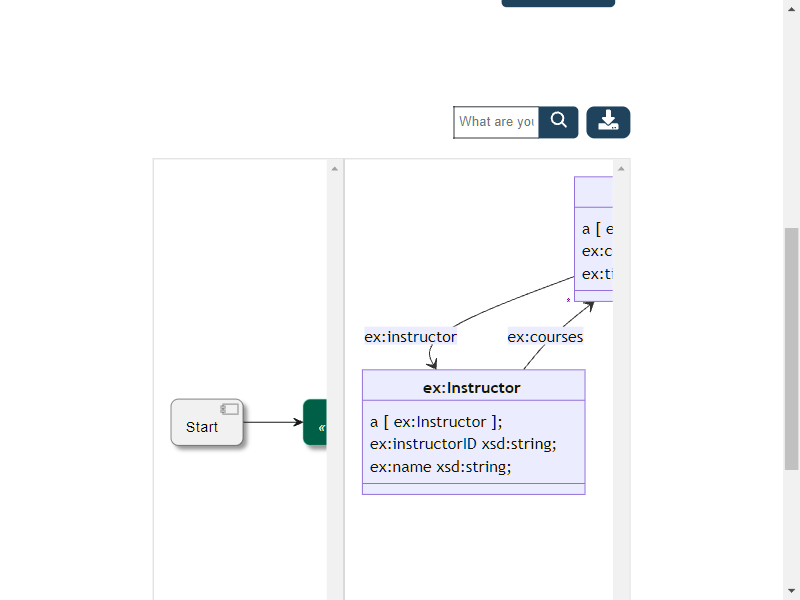 What are you
a [ e
ex:c
ex:ti
*
ex:instructor
ex:courses
ex:Instructor
a [ ex:Instructor ];
ex:instructorID xsd:string;
ex:name xsd:string;
Start
«